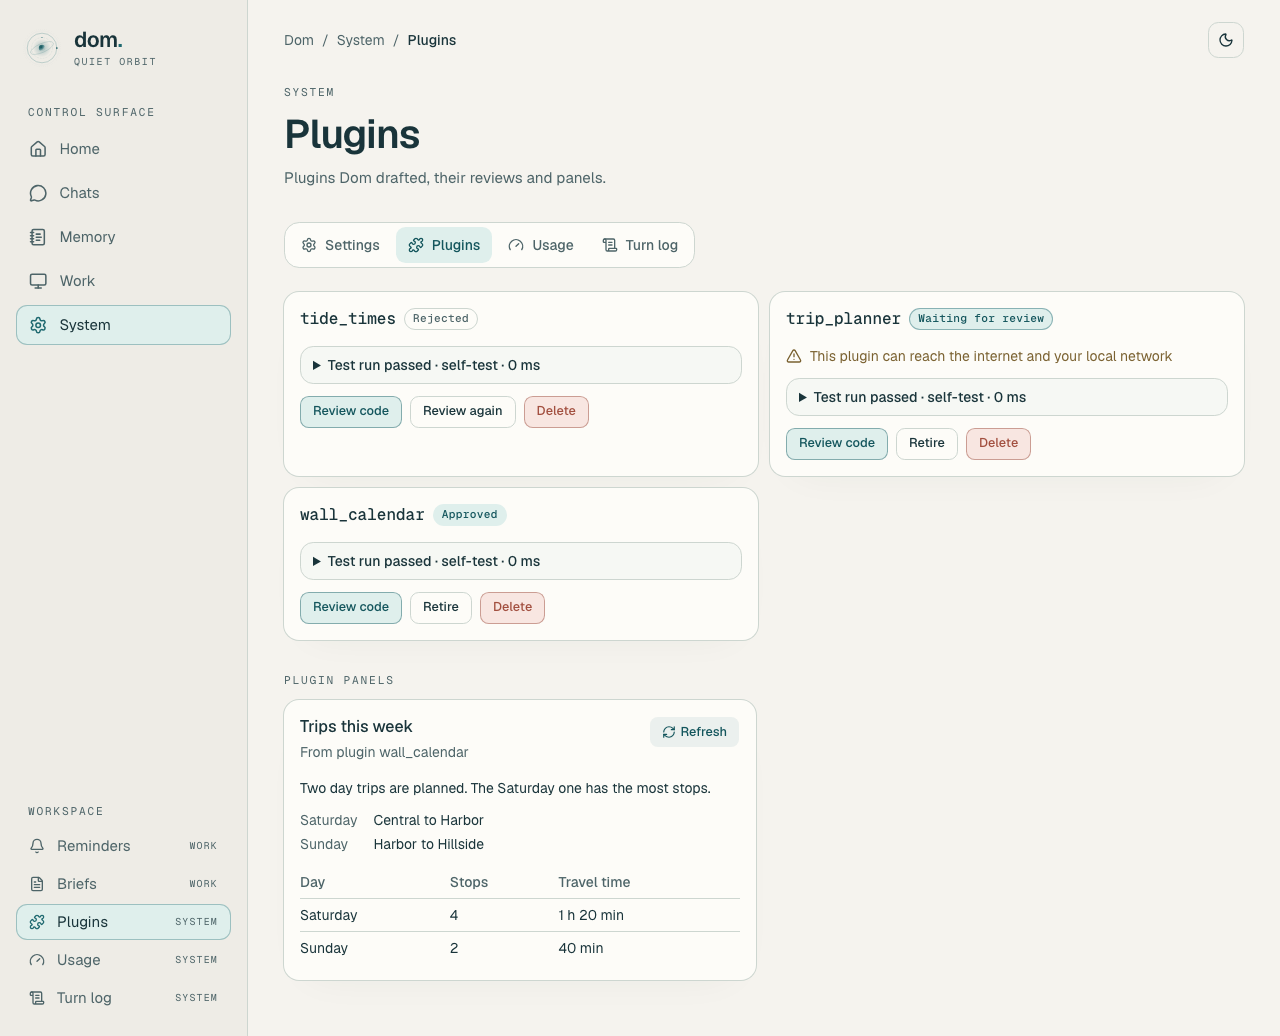 dom.
QUIET ORBIT
CONTROL SURFACE
Home
Chats
Memory
Work
System
WORKSPACE
Reminders WORK
Briefs WORK
Plugins SYSTEM
Usage SYSTEM
Turn log SYSTEM
Dom / System / Plugins
SYSTEM
Plugins
Plugins Dom drafted, their reviews and panels.
Settings Plugins Usage Turn log
tide_times Rejected
Test run passed · self-test · 0 ms
Review code Review again Delete
trip_planner Waiting for review
This plugin can reach the internet and your local network
Test run passed · self-test · 0 ms
Review code Retire Delete
wall_calendar Approved
Test run passed · self-test · 0 ms
Review code Retire Delete
PLUGIN PANELS
Trips this week
Refresh
From plugin wall_calendar
Two day trips are planned. The Saturday one has the most stops.
Saturday Central to Harbor
Sunday Harbor to Hillside
Day Stops Travel time
Saturday 4 1 h 20 min
Sunday 2 40 min